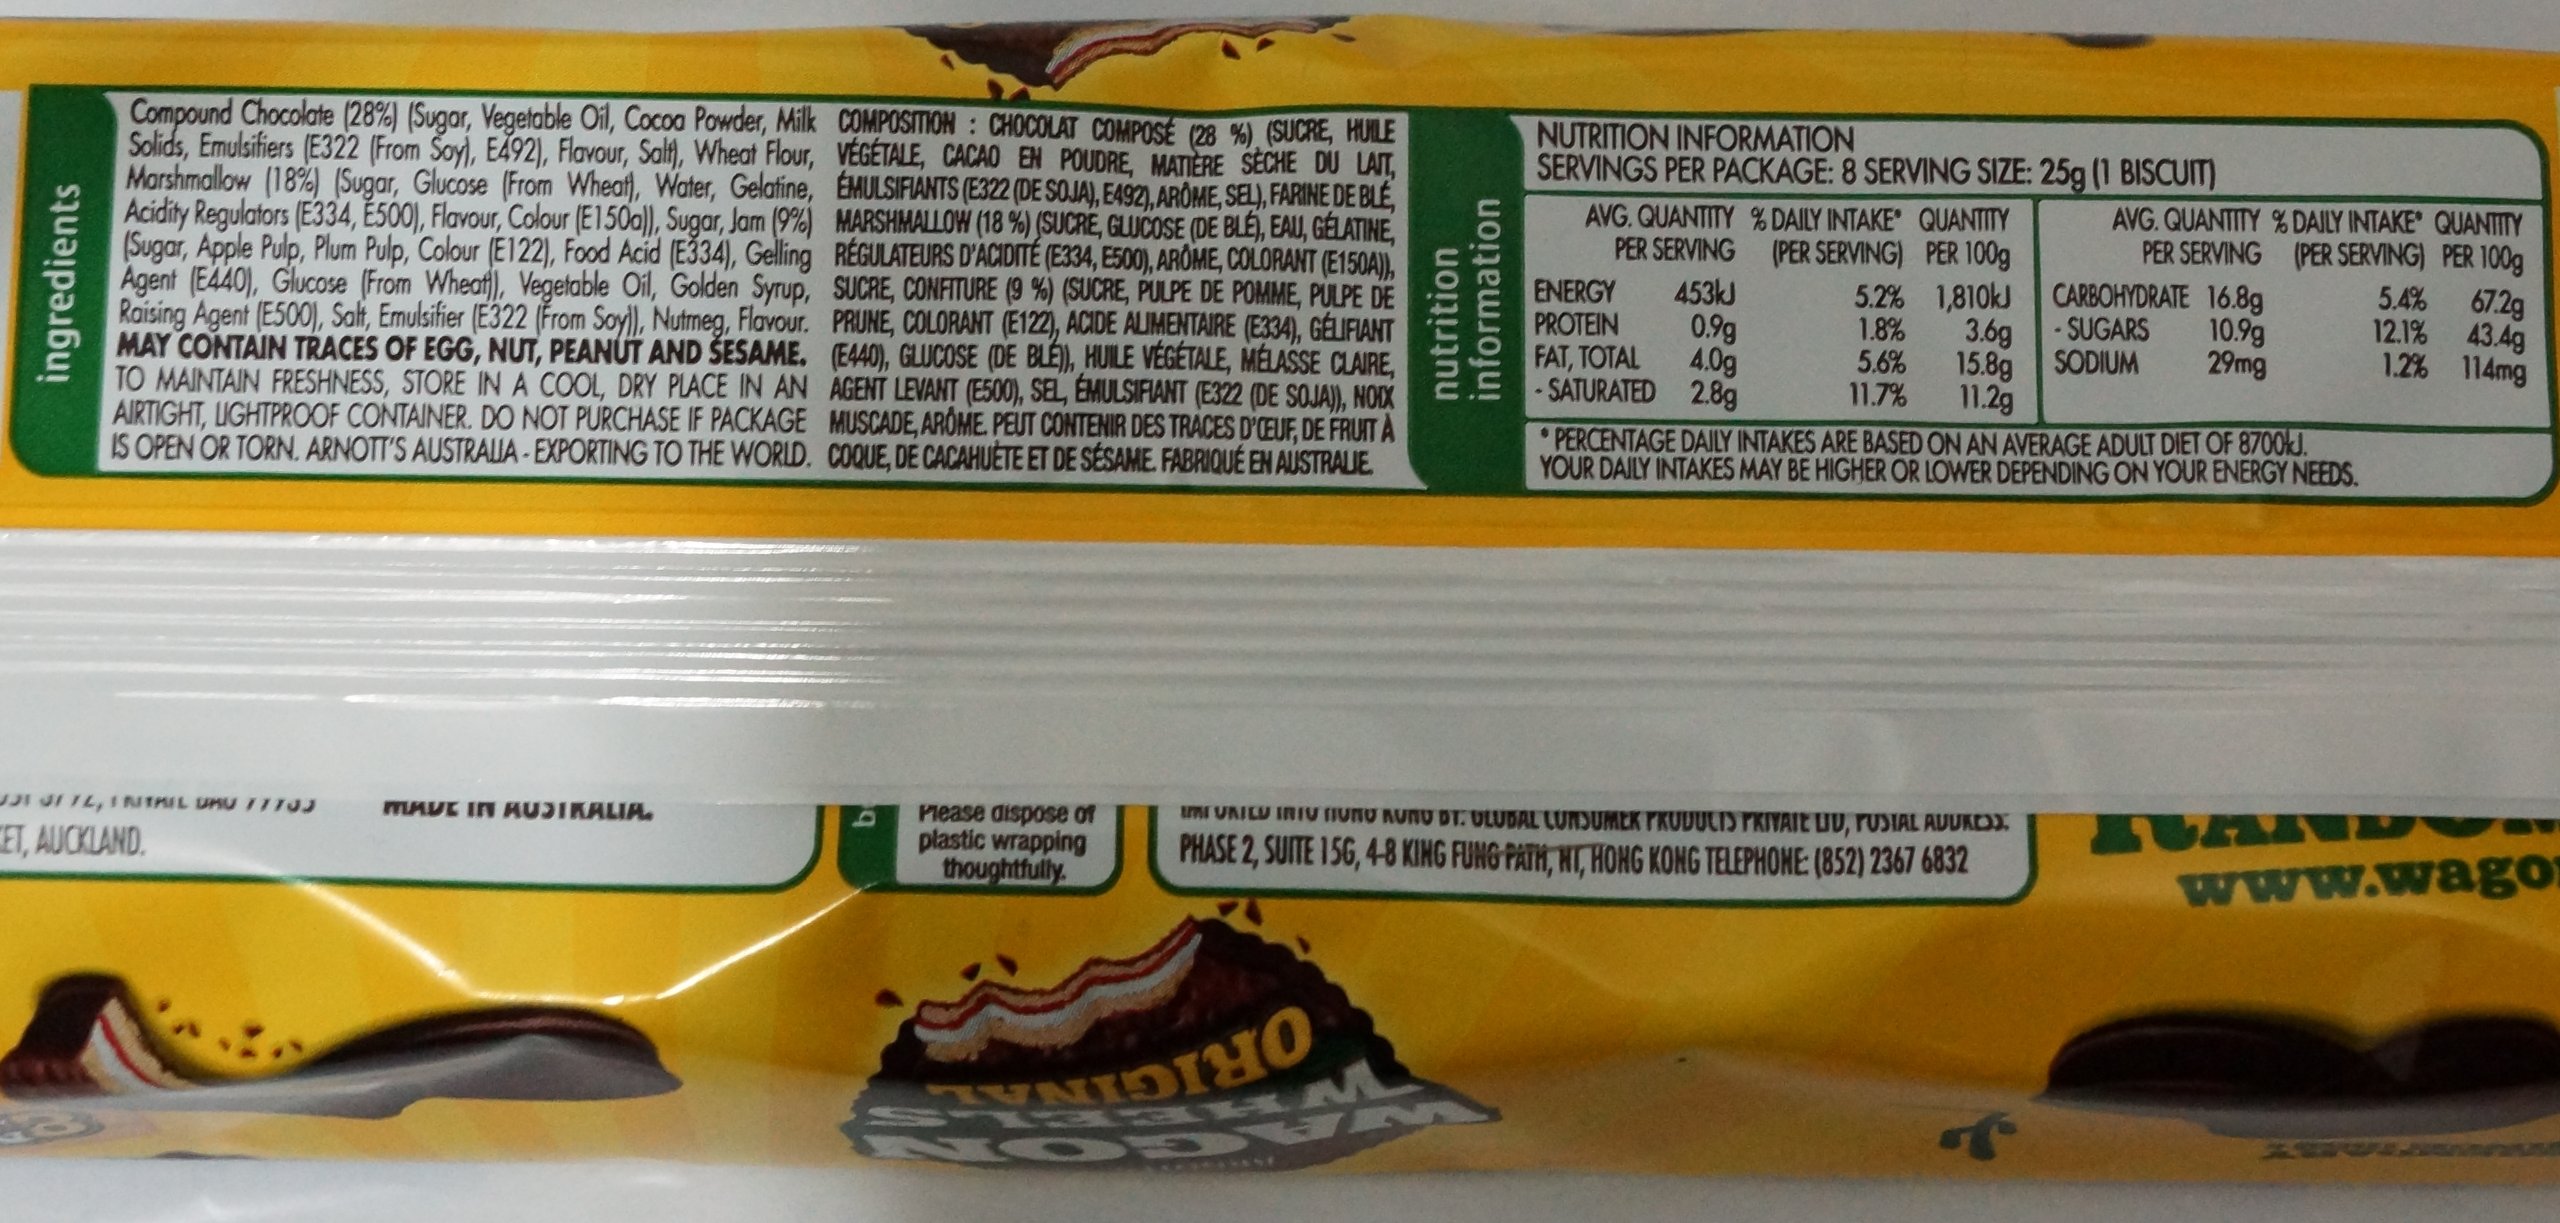 ingredients
Compound Chocolate (28%) (Sugar, Vegetable Oil, Cocoa Powder, Milk
Solids, Emulsifiers (E322 (From Soy), E492), Flavour, Salt), Wheat Flour,
Marshmallow (18%) (Sugar, Glucose (From Wheat), Water, Gelatine,
Acidity Regulators (E334, E500), Flavour, Colour (E150a)), Sugar, Jam (9%)
(Sugar, Apple Pulp, Plum Pulp, Colour (E122), Food Acid (E334), Gelling
Agent (E440), Glucose (From Wheat)), Vegetable Oil, Golden Syrup,
Raising Agent (E500), Salt, Emulsifier (E322 (From Soy)), Nutmeg, Flavour.
MAY CONTAIN TRACES OF EGG, NUT, PEANUT AND SESAME.
TO MAINTAIN FRESHNESS, STORE IN A COOL, DRY PLACE IN AN
AIRTIGHT, LIGHTPROOF CONTAINER. DO NOT PURCHASE IF PACKAGE
IS OPEN OR TORN. ARNOTT'S AUSTRALIA - EXPORTING TO THE WORLD.
COMPOSITION : CHOCOLAT COMPOSÉ (28 %) (SUCRE, HUILE
VÉGÉTALE, CACAO EN POUDRE, MATIÈRE SÈCHE DU LAIT,
ÉMULSIFIANTS (E322 (DE SOJA), E492), ARÔME, SEL), FARINE DE BLÉ,
MARSHMALLOW (18 %) (SUCRE, GLUCOSE (DE BLÉ), EAU, GÉLATINE,
RÉGULATEURS D'ACIDITÉ (E334, E500), ARÔME, COLORANT (E150A)),
SUCRE, CONFITURE (9 %) (SUCRE, PULPE DE POMME, PULPE DE
PRUNE, COLORANT (E122), ACIDE ALIMENTAIRE (E334), GÉLIFIANT
(E440), GLUCOSE (DE BLÉ)), HUILE VÉGÉTALE, MÉLASSE CLAIRE,
AGENT LEVANT (E500), SEL, ÉMULSIFIANT (E322 (DE SOJA)), NOIX
MUSCADE, ARÔME. PEUT CONTENIR DES TRACES D'ŒUF, DE FRUIT À
COQUE, DE CACAHUÈTE ET DE SÉSAME. FABRIQUÉ EN AUSTRALIE.
nutrition
information
NUTRITION INFORMATION
SERVINGS PER PACKAGE: 8 SERVING SIZE: 25g (1 BISCUIT)
AVG. QUANTITY % DAILY INTAKE* QUANTITY
PER SERVING (PER SERVING) PER 100g
ENERGY 453kJ 5.2% 1,810kJ
PROTEIN 0.9g 1.8% 3.6g
FAT, TOTAL 4.0g 5.6% 15.8g
- SATURATED 2.8g 11.7% 11.2g
AVG. QUANTITY % DAILY INTAKE* QUANTITY
PER SERVING (PER SERVING) PER 100g
CARBOHYDRATE 16.8g 5.4% 67.2g
- SUGARS 10.9g 12.1% 43.4g
SODIUM 29mg 1.2% 114mg
* PERCENTAGE DAILY INTAKES ARE BASED ON AN AVERAGE ADULT DIET OF 8700kJ.
YOUR DAILY INTAKES MAY BE HIGHER OR LOWER DEPENDING ON YOUR ENERGY NEEDS.
AUCKLAND.
MADE IN AUSTRALIA.
Please dispose of
plastic wrapping
thoughtfully.
IMPORTED INTO HONG KONG BY: GLOBAL CONSUMER PRODUCTS PRIVATE LTD, POSTAL ADDRESS:
PHASE 2, SUITE 15G, 4-8 KING FUNG PATH, NT, HONG KONG TELEPHONE: (852) 2367 6832
www.wago
WAGON
WHEELS
ORIGINAL